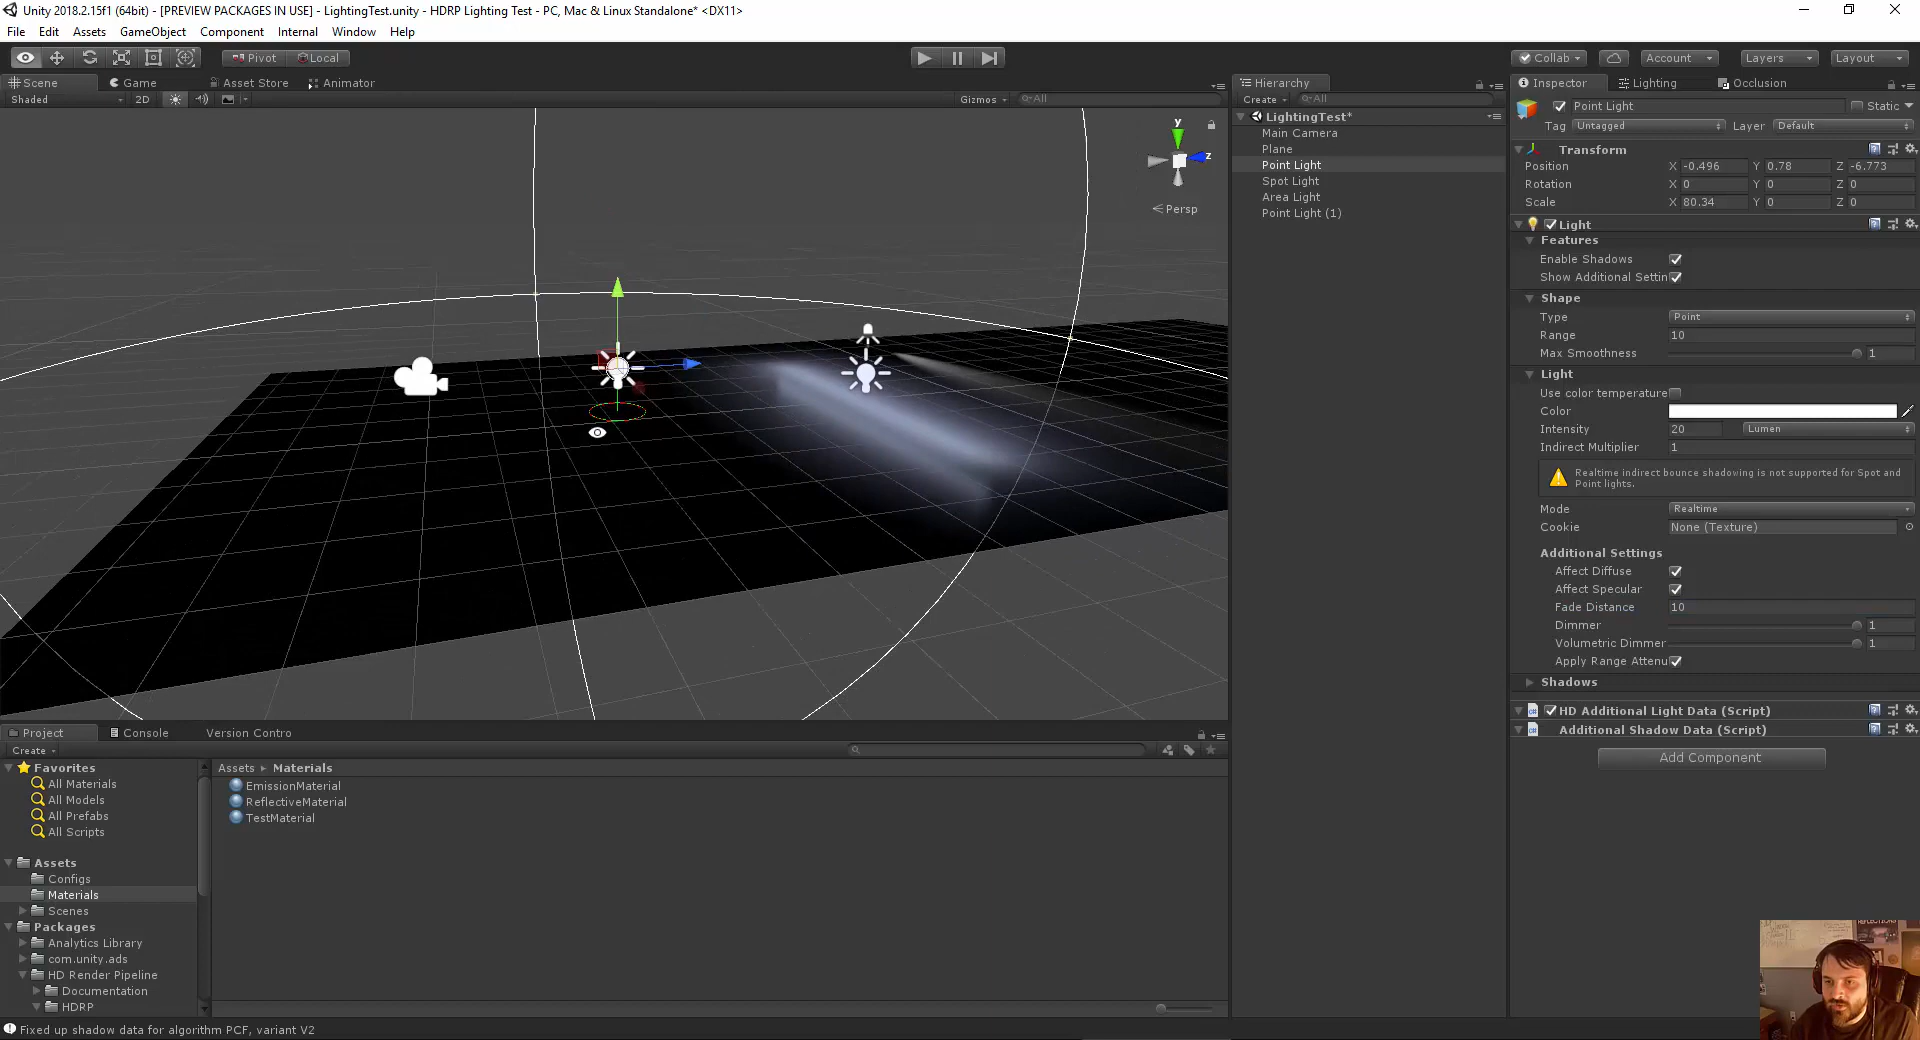 Unity 2018.2.15f1 (64bit) - [PREVIEW PACKAGES IN USE] - LightingTest.unity - HDRP Lighting Test - PC, Mac & Linux Standalone* <DX11>
File Edit Assets GameObject Component Internal Window Help
Pivot Local Collab Account Layers Layout
Scene Game Asset Store Animator
Shaded 2D Gizmos All
y
z
Persp
Hierarchy
Create All
LightingTest*
Main Camera
Plane
Point Light
Spot Light
Area Light
Point Light (1)
Inspector Lighting Occlusion
Point Light Static
Tag Untagged Layer Default
Transform
Position X -0.496 Y 0.78 Z -6.773
Rotation X 0 Y 0 Z 0
Scale X 80.34 Y 0 Z 0
Light
Features
Enable Shadows
Show Additional Settin
Shape
Type Point
Range 10
Max Smoothness 1
Light
Use color temperature
Color
Intensity 20 Lumen
Indirect Multiplier 1
Realtime indirect bounce shadowing is not supported for Spot and
Point lights.
Mode Realtime
Cookie None (Texture)
Additional Settings
Affect Diffuse
Affect Specular
Fade Distance 10
Dimmer 1
Volumetric Dimmer 1
Apply Range Attenu
Shadows
HD Additional Light Data (Script)
Additional Shadow Data (Script)
Add Component
Project Console Version Contro
Create
Favorites
All Materials
All Models
All Prefabs
All Scripts
Assets
Configs
Materials
Scenes
Packages
Analytics Library
com.unity.ads
HD Render Pipeline
Documentation
HDRP
Assets ▸ Materials
EmissionMaterial
ReflectiveMaterial
TestMaterial
Fixed up shadow data for algorithm PCF, variant V2